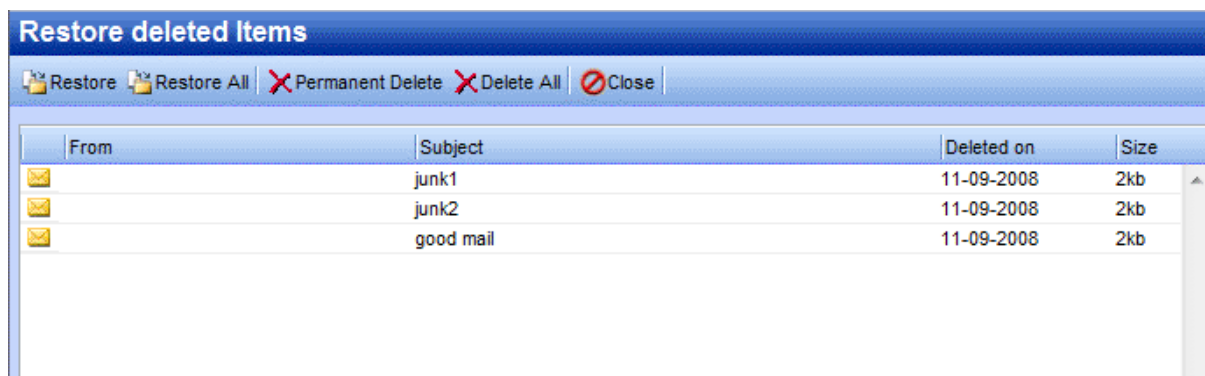 Restore deleted Items
Restore Restore All Permanent Delete Delete All Close
From Subject Deleted on Size
junk1 11-09-2008 2kb
junk2 11-09-2008 2kb
good mail 11-09-2008 2kb